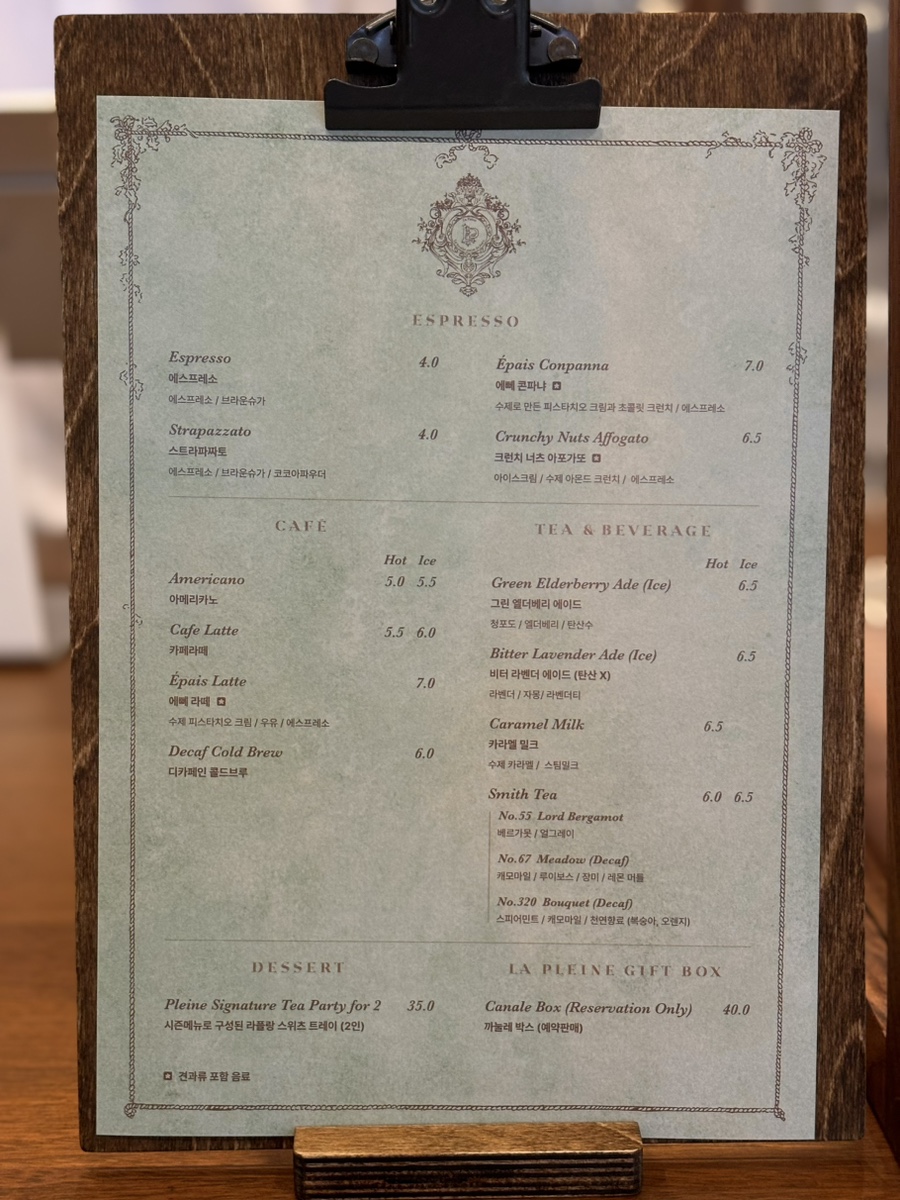 ESPRESSO
Espresso 4.0
에스프레소
에스프레소 / 브라운슈가
Strapazzato 4.0
스트라파짜토
에스프레소 / 브라운슈가 / 코코아파우더
Épais Conpanna 7.0
에뻬 콘파냐
수제로 만든 피스타치오 크림과 초콜릿 크런치 / 에스프레소
Crunchy Nuts Affogato 6.5
크런치 너츠 아포가또
아이스크림 / 수제 아몬드 크런치 / 에스프레소
CAFÉ
Hot Ice
Americano 5.0 5.5
아메리카노
Cafe Latte 5.5 6.0
카페라떼
Épais Latte 7.0
에뻬 라떼
수제 피스타치오 크림 / 우유 / 에스프레소
Decaf Cold Brew 6.0
디카페인 콜드브루
TEA & BEVERAGE
Hot Ice
Green Elderberry Ade (Ice) 6.5
그린 엘더베리 에이드
청포도 / 엘더베리 / 탄산수
Bitter Lavender Ade (Ice) 6.5
비터 라벤더 에이드 (탄산 X)
라벤더 / 자몽/ 라벤더티
Caramel Milk 6.5
카라멜 밀크
수제 카라멜 / 스팀밀크
Smith Tea 6.0 6.5
No.55 Lord Bergamot
베르가못 / 얼그레이
No.67 Meadow (Decaf)
캐모마일 / 루이보스 / 장미 / 레몬 머틀
No.320 Bouquet (Decaf)
스피어민트 / 캐모마일 / 천연향료 (복숭아, 오렌지)
DESSERT
Pleine Signature Tea Party for 2 35.0
시즌메뉴로 구성된 라플랑 스위츠 트레이 (2인)
LA PLEINE GIFT BOX
Canale Box (Reservation Only) 40.0
까눌레 박스 (예약판매)
견과류 포함 음료